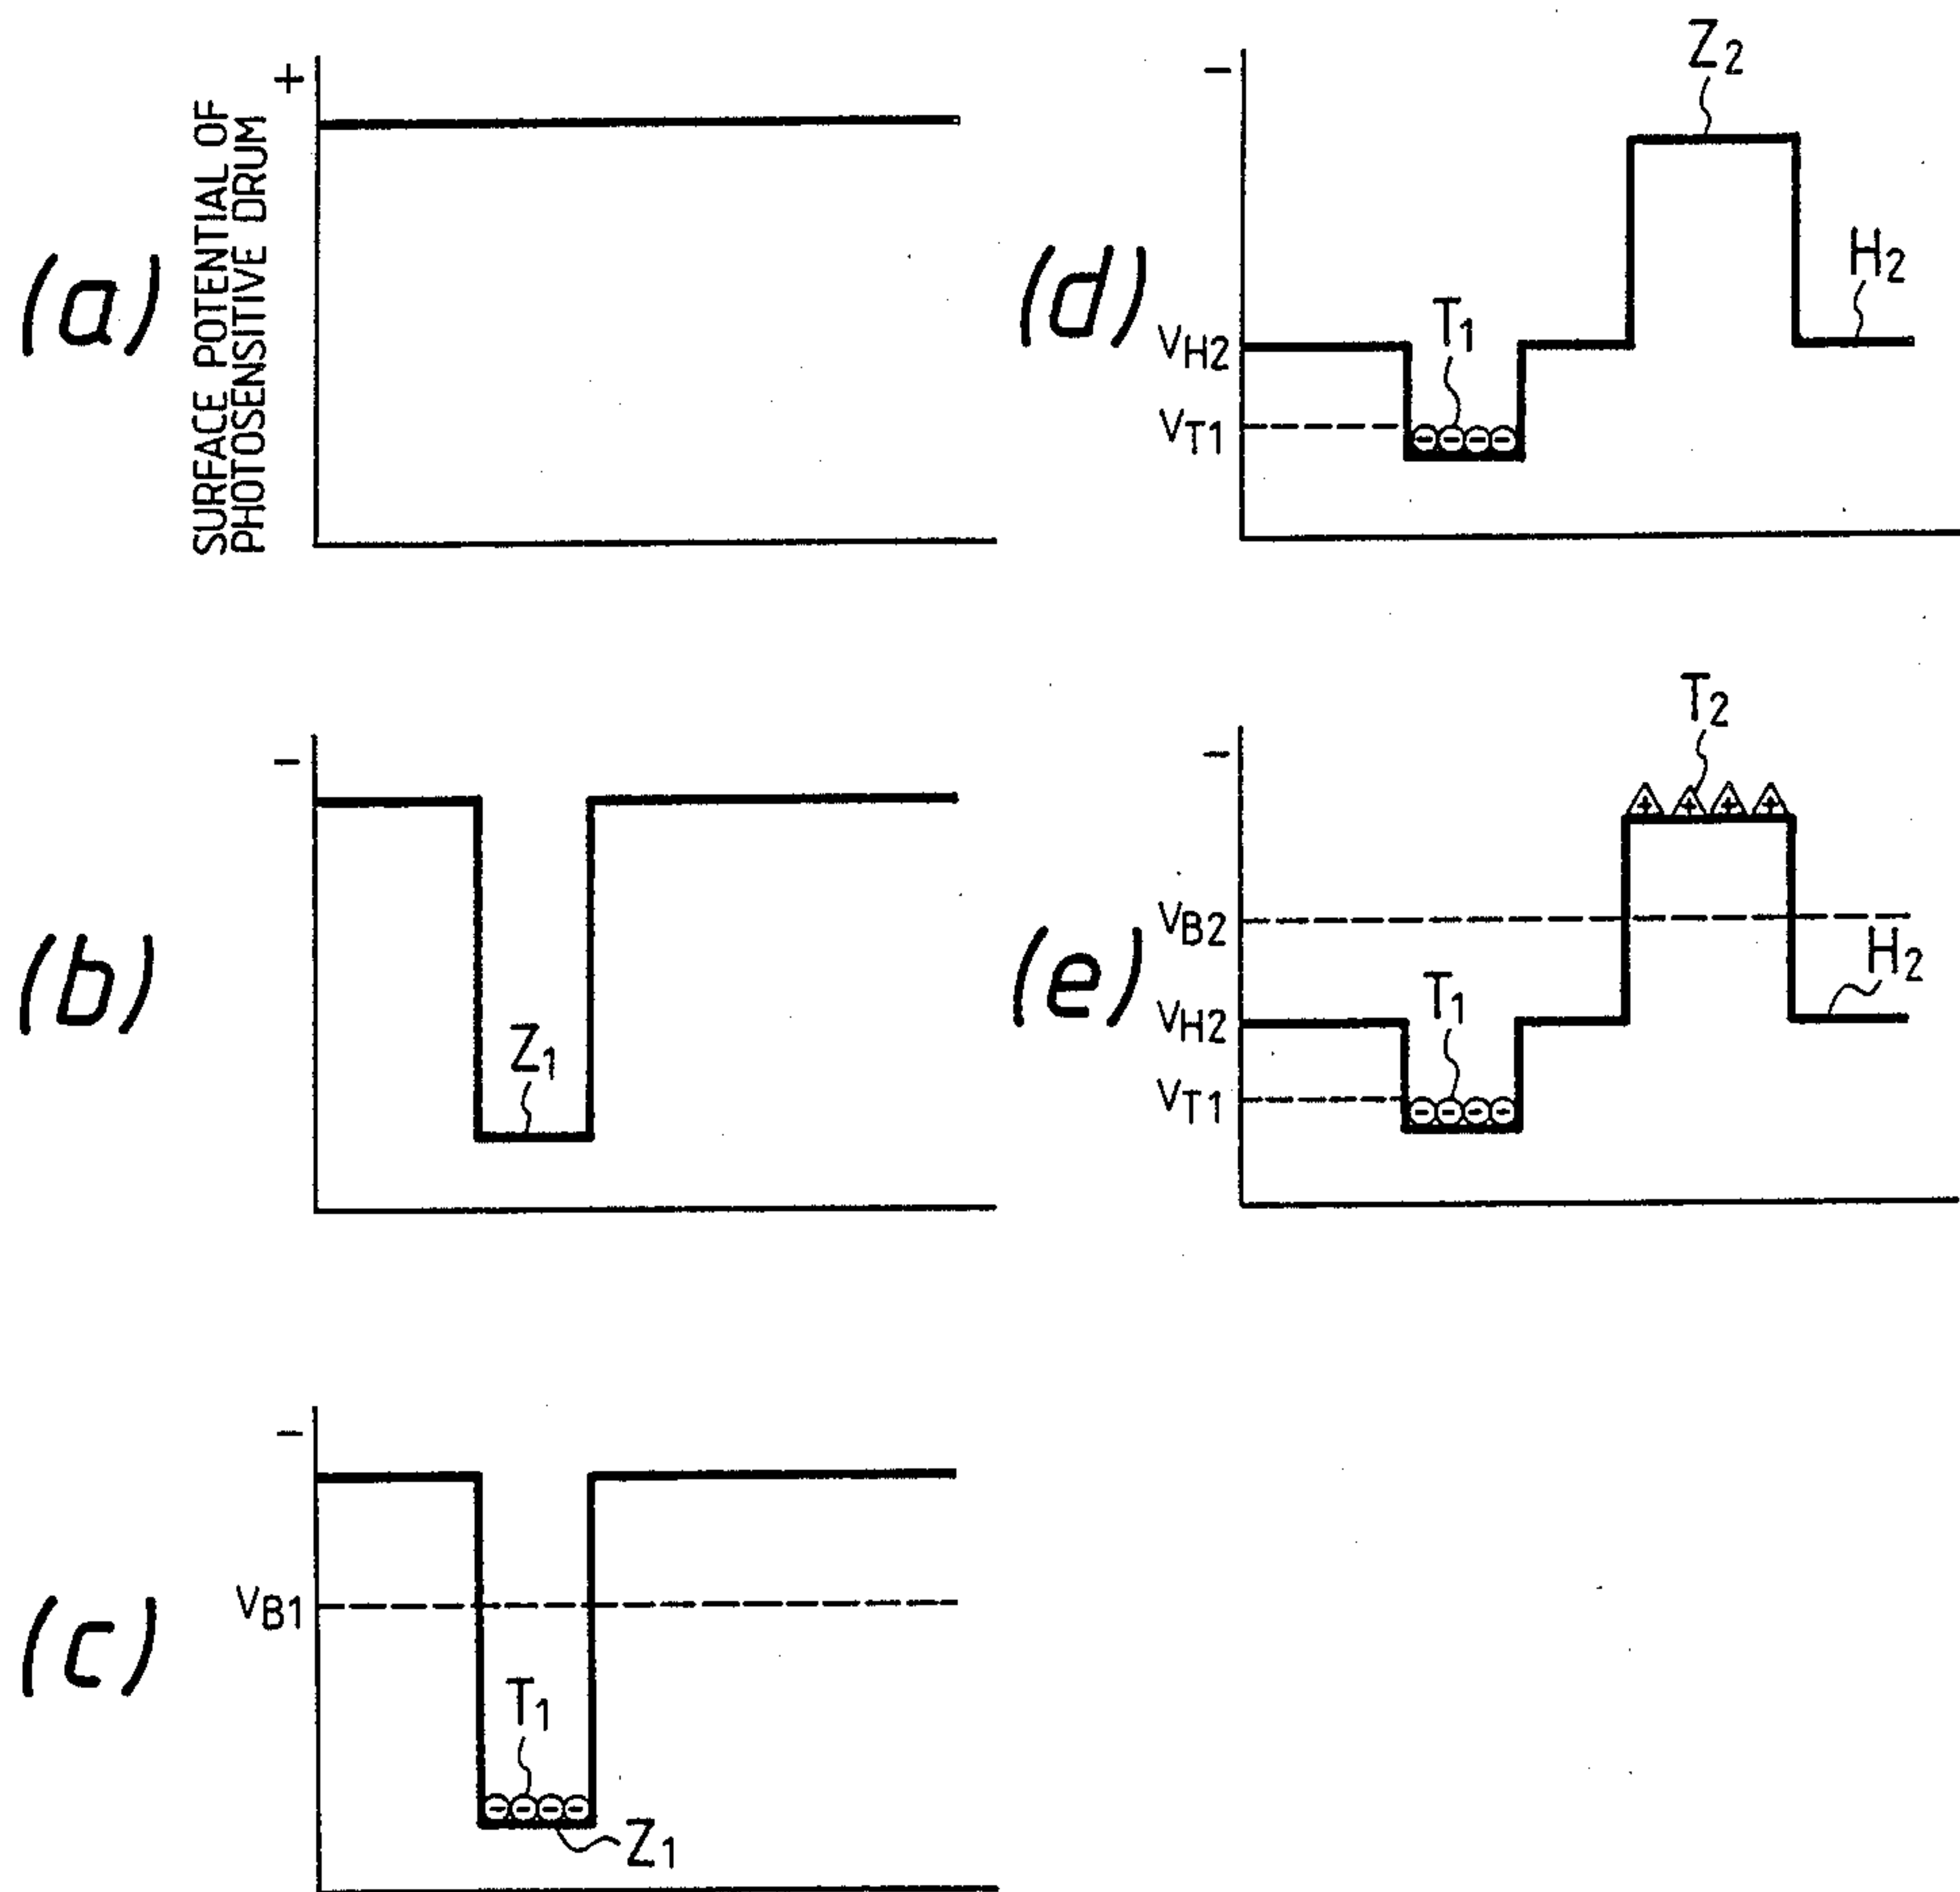 (a)
SURFACE POTENTIAL OF
PHOTOSENSITIVE DRUM
+
(b)
-
Z1
(c)
-
VB1
T1
- - - -
Z1
(d)
-
Z2
H2
VH2
T1
VT1
- - - -
(e)
-
T2
+ + + +
VB2
H2
VH2
T1
VT1
- - - -